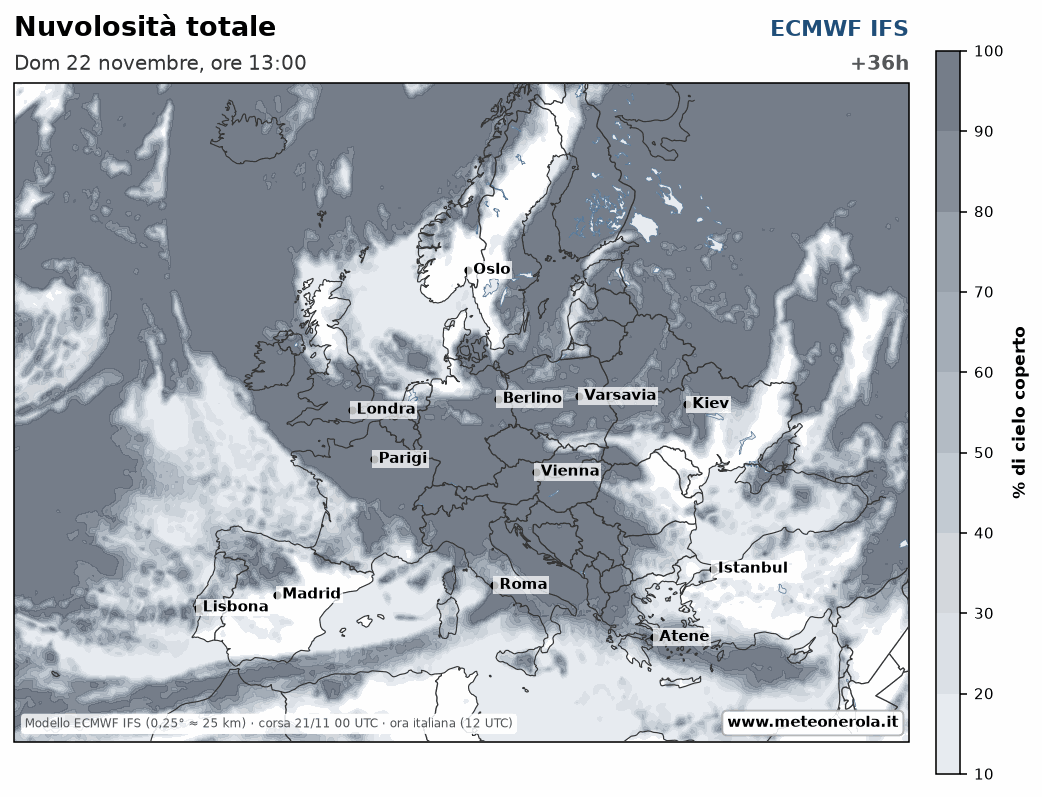 Nuvolosità totale
ECMWF IFS
Dom 22 novembre, ore 13:00
+36h
100
90
80
70
60
50
40
30
20
10
% di cielo coperto
Oslo
Londra
Berlino
Varsavia
Kiev
Parigi
Vienna
Istanbul
Roma
Madrid
Lisbona
Atene
Modello ECMWF IFS (0,25° ≈ 25 km) · corsa 21/11 00 UTC · ora italiana (12 UTC)
www.meteonerola.it